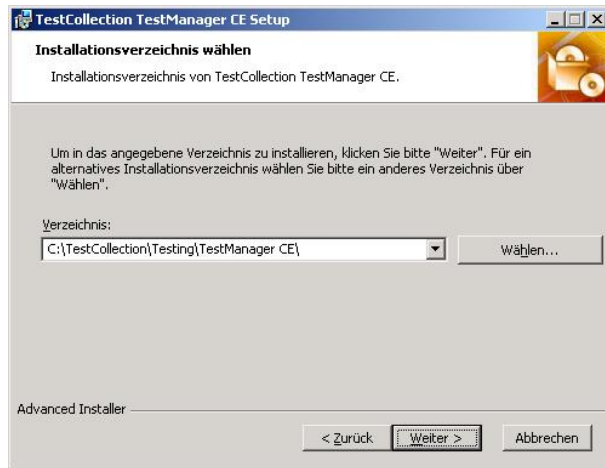 TestCollection TestManager CE Setup
Installationsverzeichnis wählen
Installationsverzeichnis von TestCollection TestManager CE.
Um in das angegebene Verzeichnis zu installieren, klicken Sie bitte "Weiter". Für ein
alternatives Installationsverzeichnis wählen Sie bitte ein anderes Verzeichnis über
"Wählen".
Verzeichnis:
C:\TestCollection\Testing\TestManager CE\
Wählen...
Advanced Installer
< Zurück
Weiter >
Abbrechen